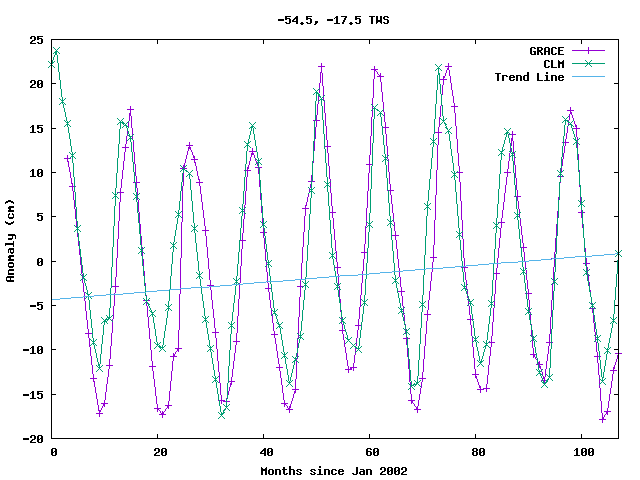 -54.5, -17.5 TWS
GRACE
CLM
Trend Line
Anomaly (cm)
25
20
15
10
5
0
-5
-10
-15
-20
0 20 40 60 80 100
Months since Jan 2002